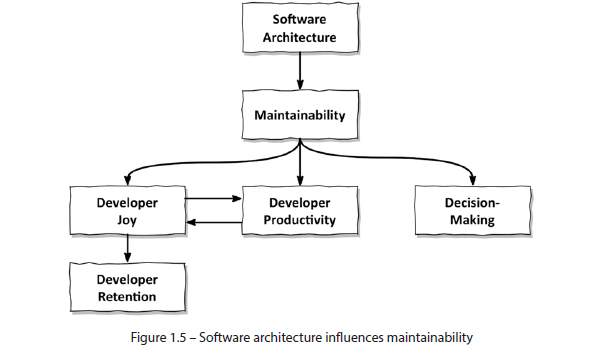 Software
Architecture
Maintainability
Developer
Joy
Developer
Productivity
Decision-
Making
Developer
Retention
Figure 1.5 – Software architecture influences maintainability